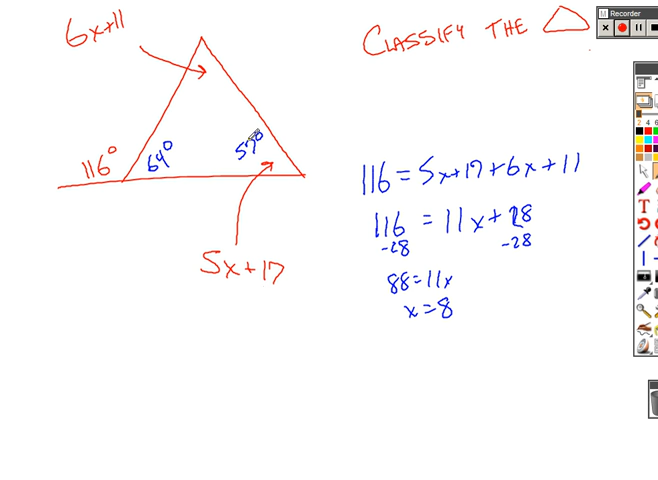 6x+11
CLASSIFY THE
Recorder
116°
64°
57°
5x+17
116=5x+17+6x+11
116 = 11x+28
-28 -28
88=11x
x=8